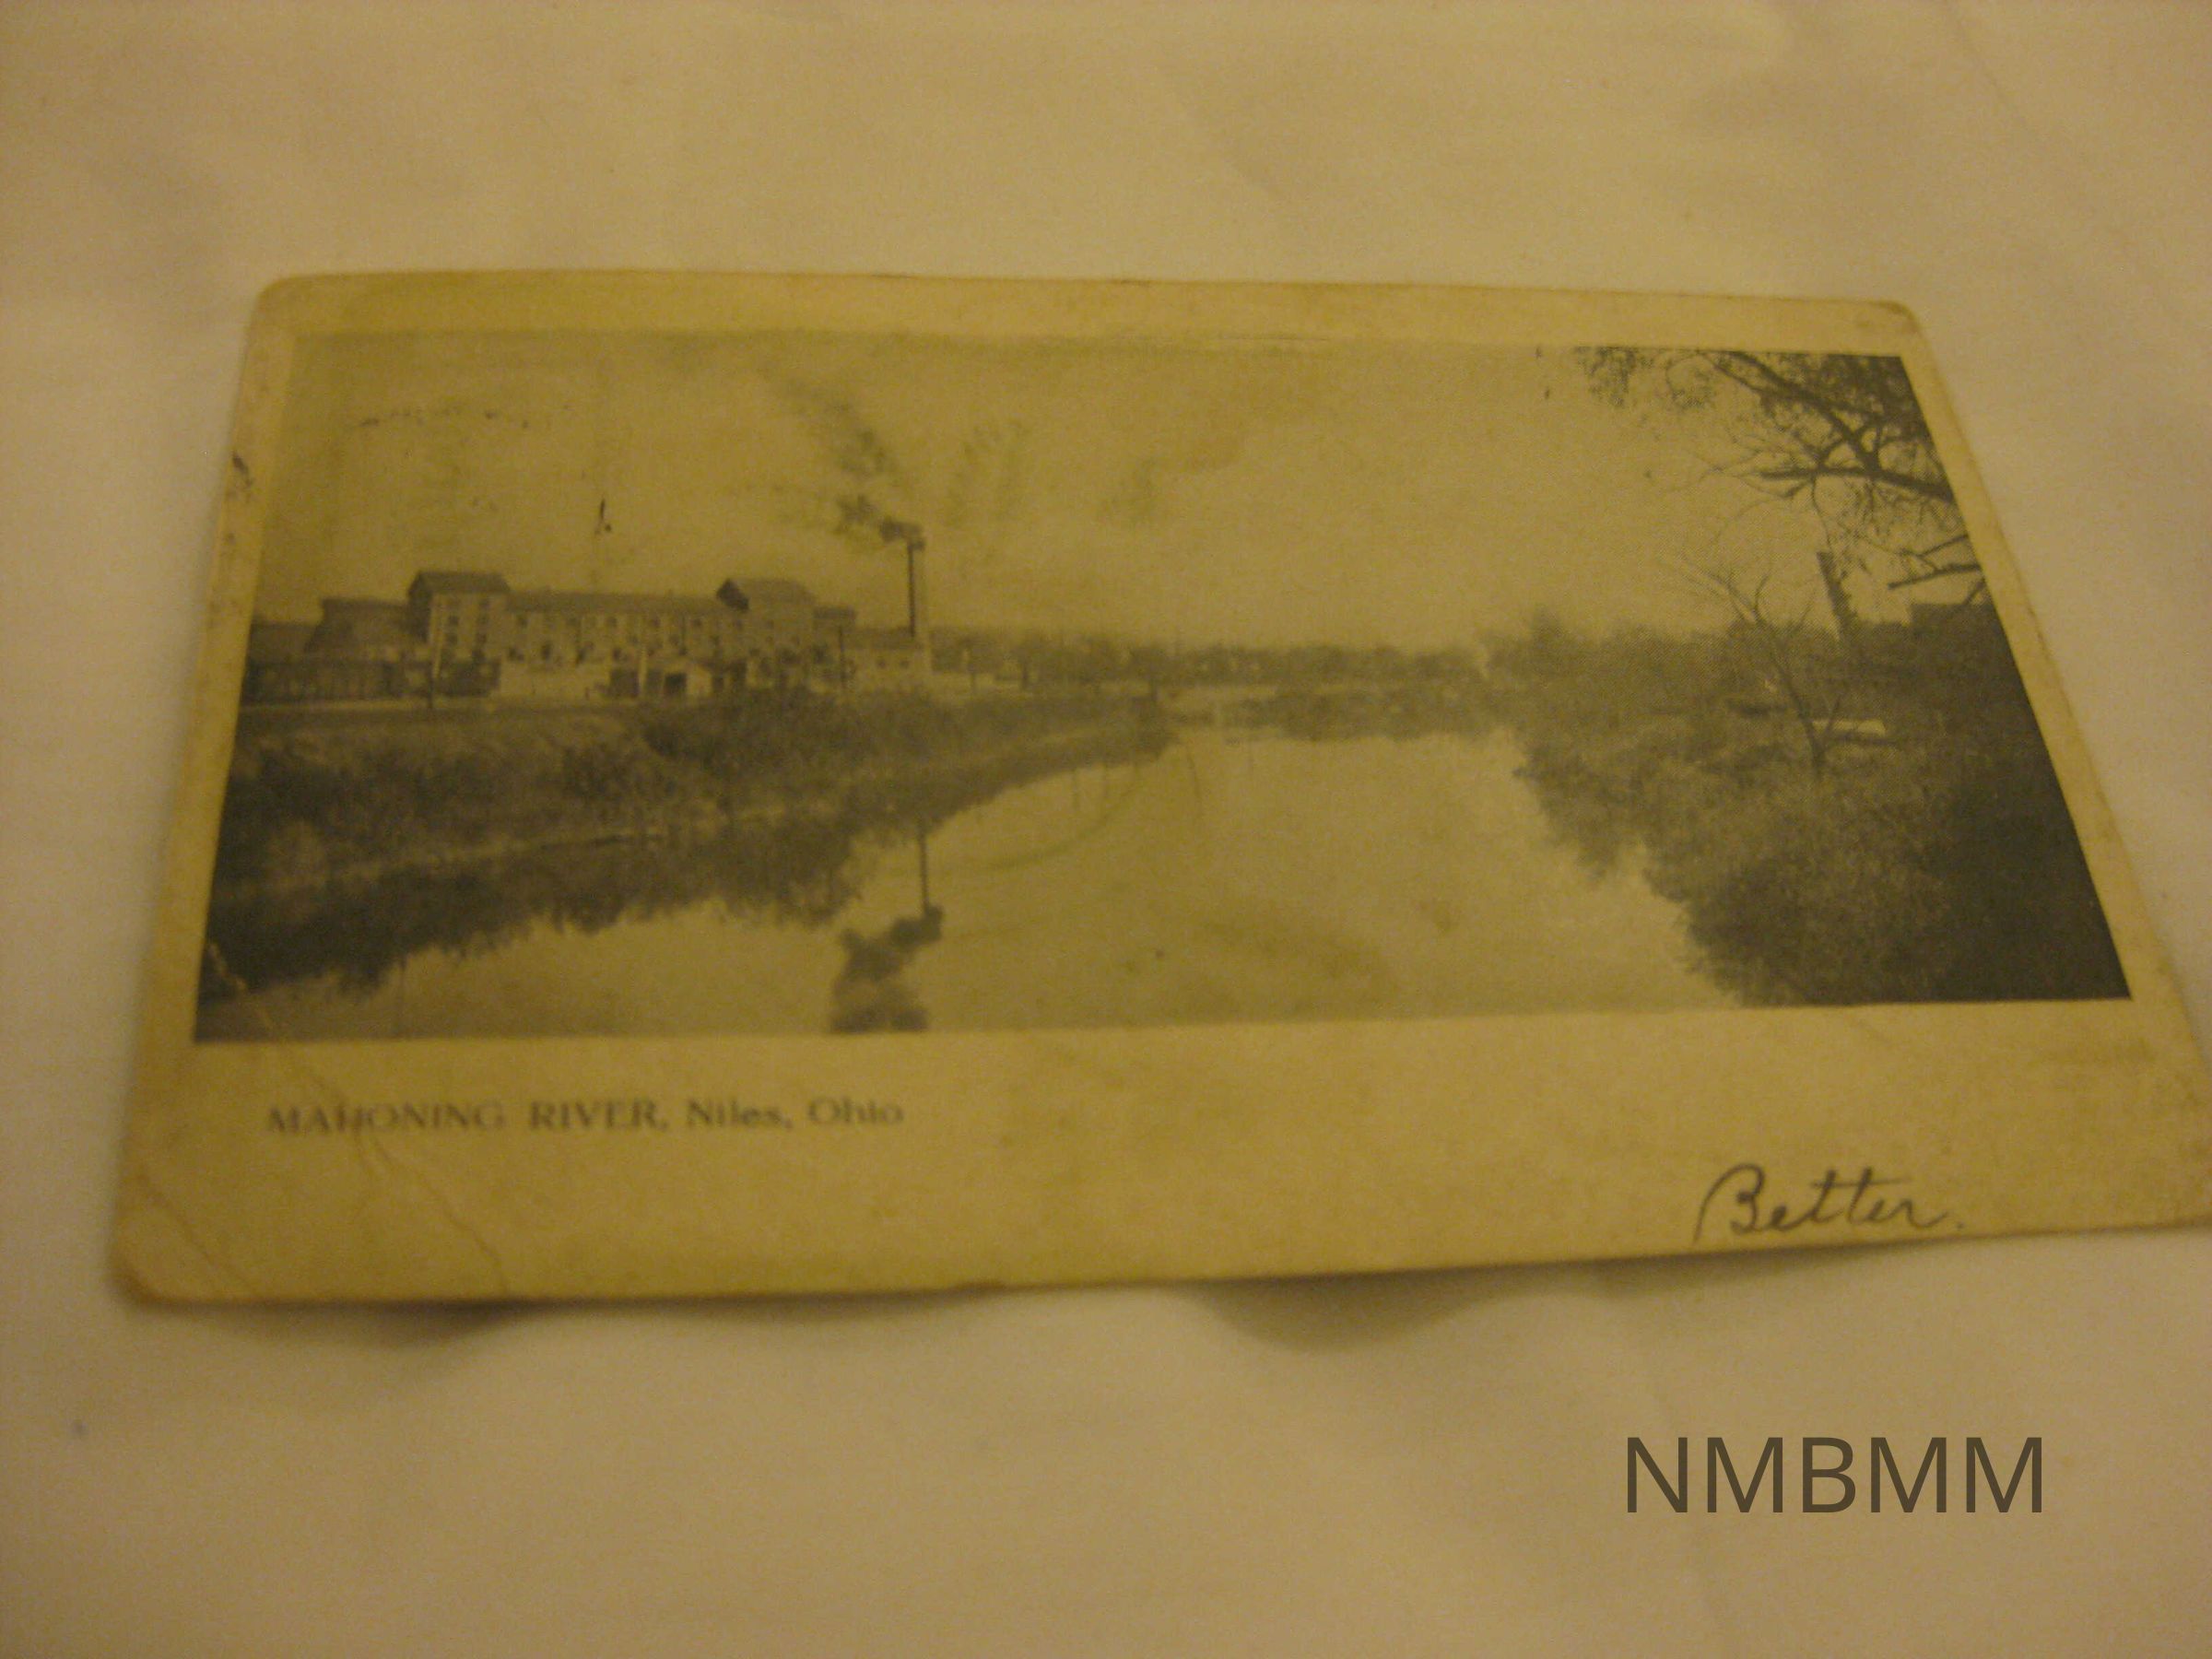 MAHONING RIVER, Niles, Ohio
Better.
NMBMM